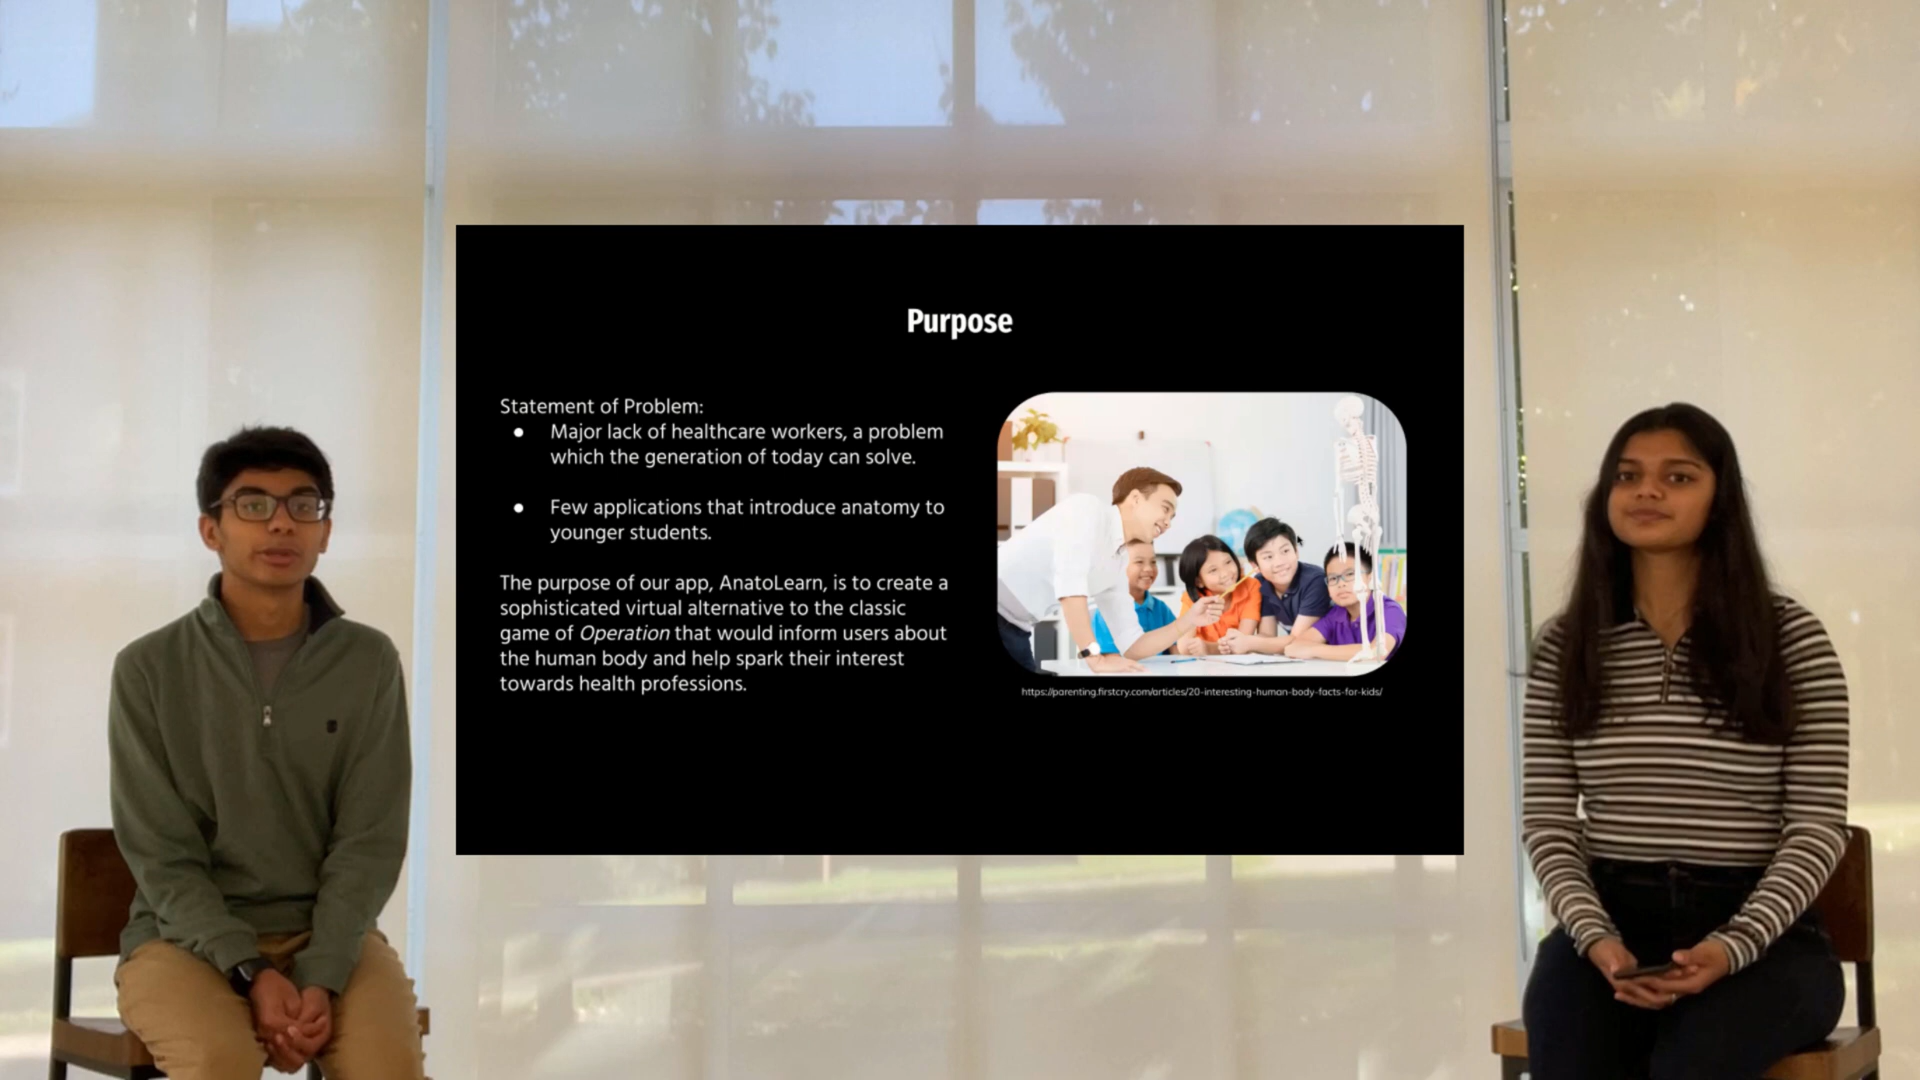 Purpose
Statement of Problem:
● Major lack of healthcare workers, a problem
which the generation of today can solve.
● Few applications that introduce anatomy to
younger students.
The purpose of our app, AnatoLearn, is to create a
sophisticated virtual alternative to the classic
game of Operation that would inform users about
the human body and help spark their interest
towards health professions.
https://parenting.firstcry.com/articles/20-interesting-human-body-facts-for-kids/